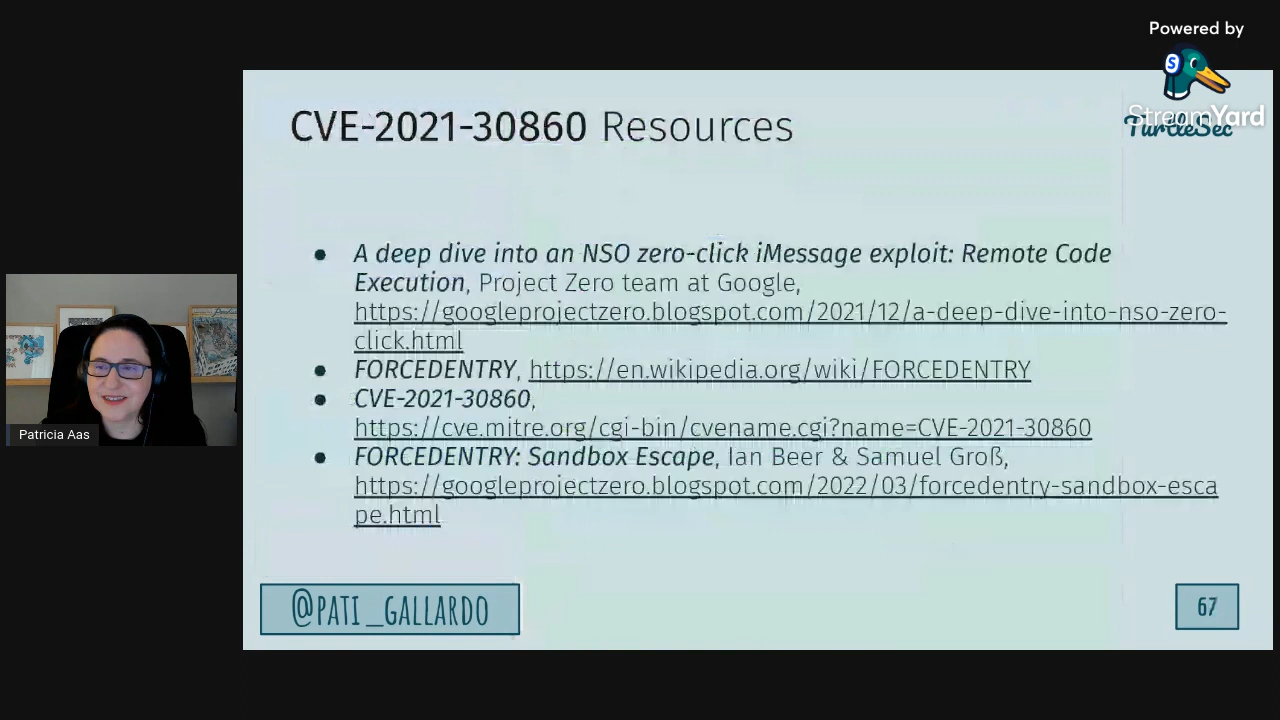 Powered by
StreamYard
TurtleSec
CVE-2021-30860 Resources
● A deep dive into an NSO zero-click iMessage exploit: Remote Code
Execution, Project Zero team at Google,
https://googleprojectzero.blogspot.com/2021/12/a-deep-dive-into-nso-zero-
click.html
● FORCEDENTRY, https://en.wikipedia.org/wiki/FORCEDENTRY
● CVE-2021-30860,
https://cve.mitre.org/cgi-bin/cvename.cgi?name=CVE-2021-30860
● FORCEDENTRY: Sandbox Escape, Ian Beer & Samuel Groß,
https://googleprojectzero.blogspot.com/2022/03/forcedentry-sandbox-esca
pe.html
Patricia Aas
@PATI_GALLARDO
67